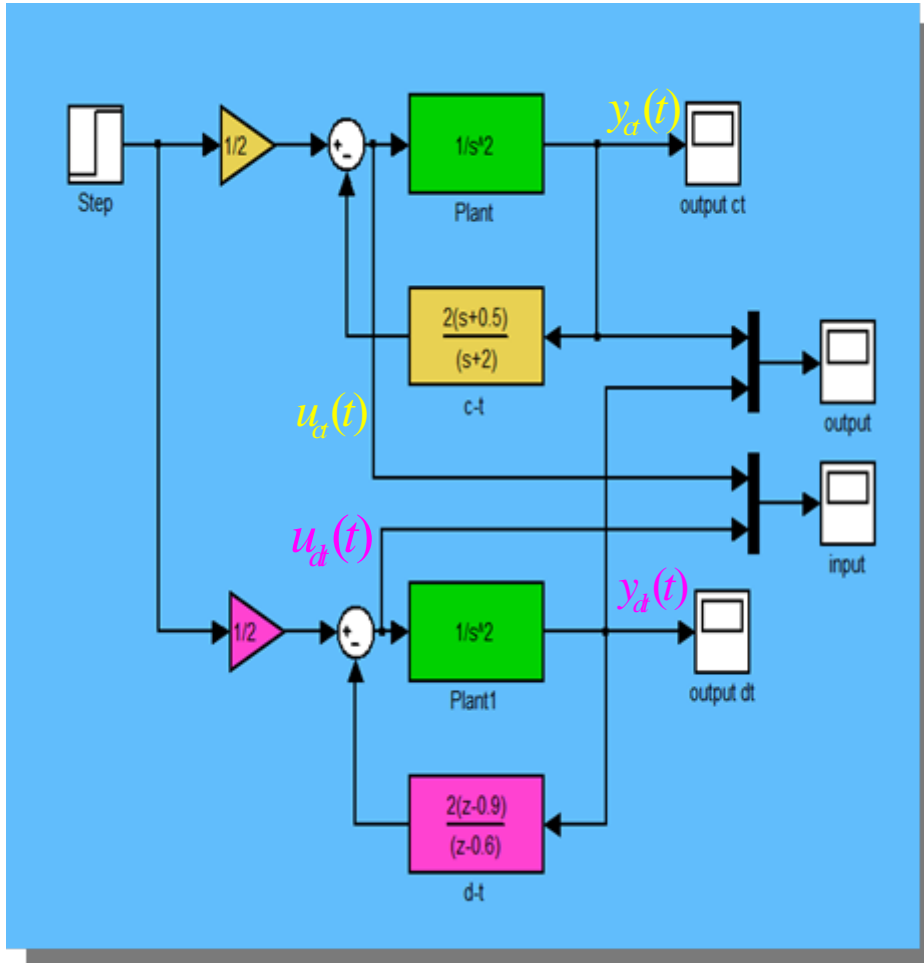 y_ct(t)
1/2
+
-
1/s^2
Step
Plant
output ct
2(s+0.5)
(s+2)
c-t
output
u_ct(t)
u_dt(t)
input
y_dt(t)
1/2
+
-
1/s^2
Plant1
output dt
2(z-0.9)
(z-0.6)
d-t